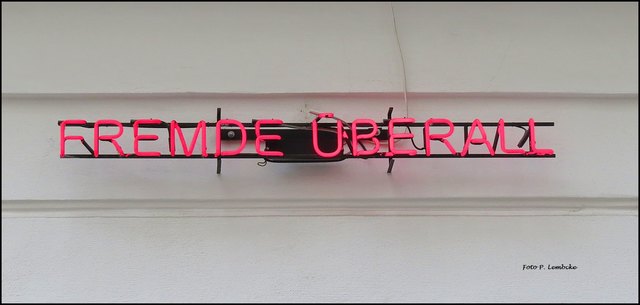 FREMDE ÜBERALL
Foto P. Lembcke